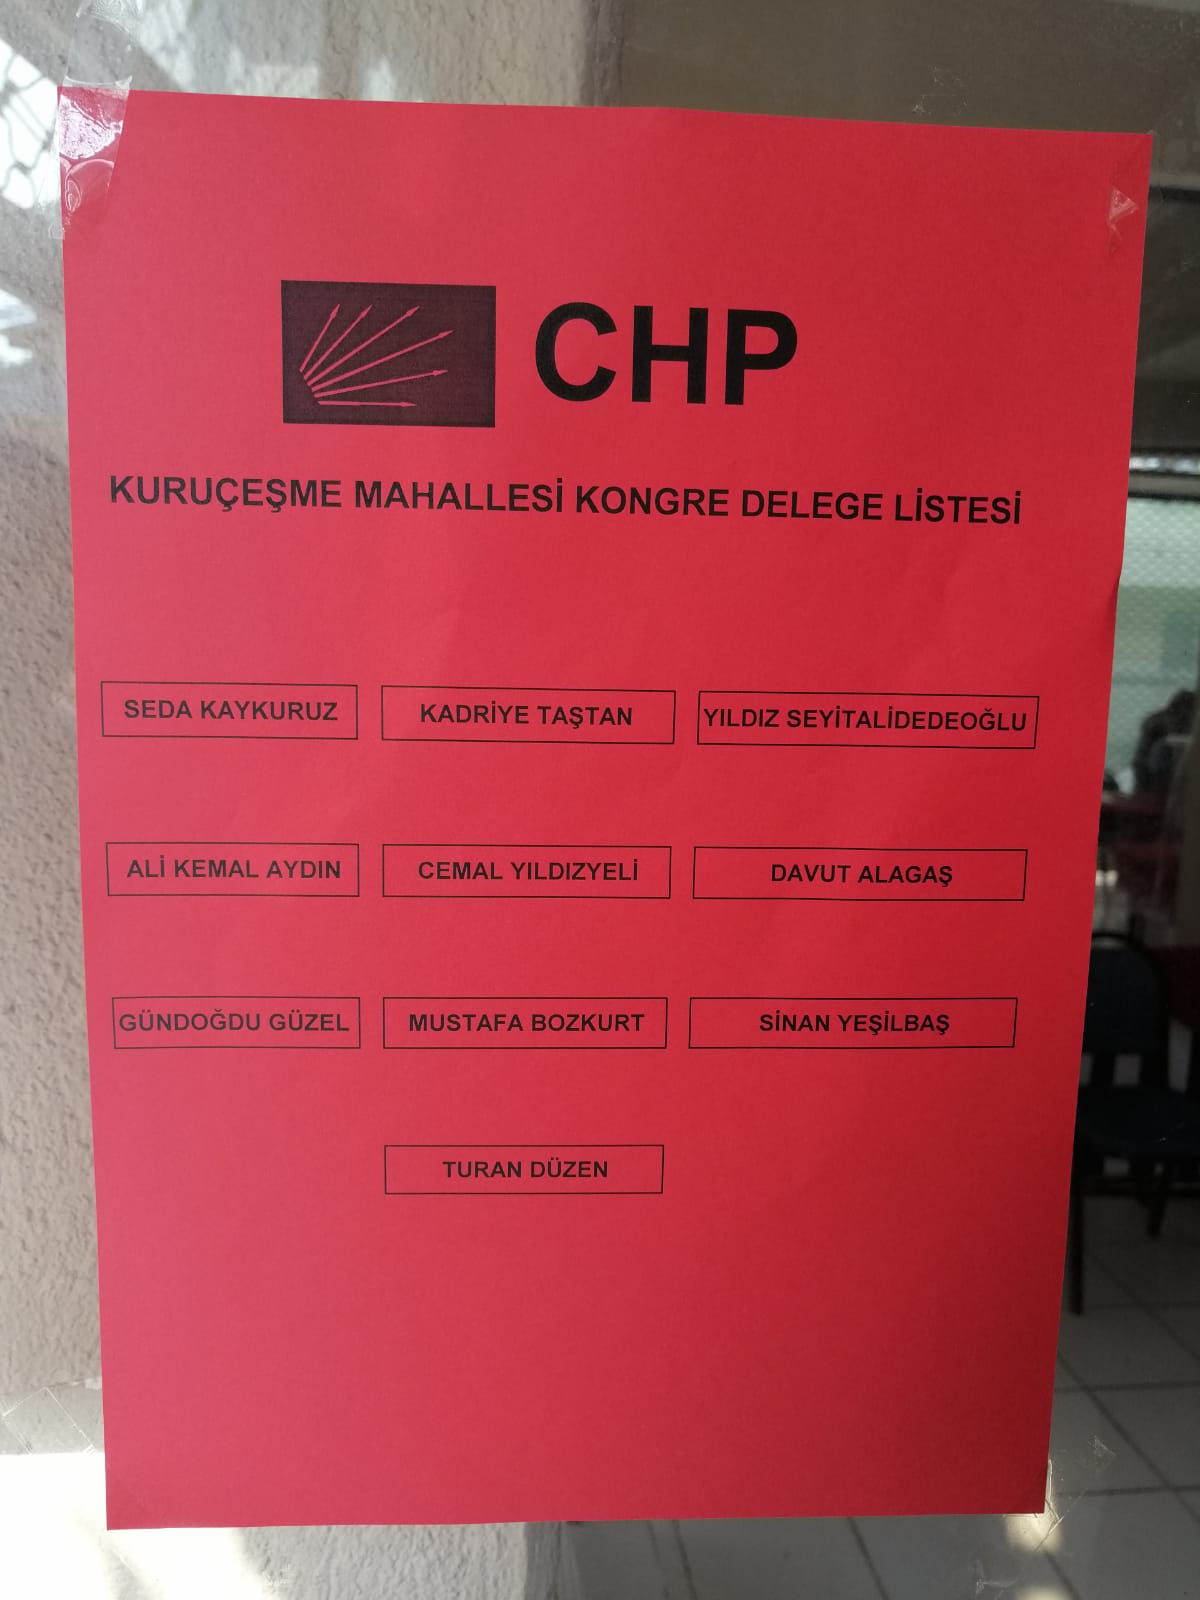 CHP
KURUÇEŞME MAHALLESİ KONGRE DELEGE LİSTESİ
SEDA KAYKURUZ
KADRİYE TAŞTAN
YILDIZ SEYİTALİDEDEOĞLU
ALİ KEMAL AYDIN
CEMAL YILDIZYELİ
DAVUT ALAGAŞ
GÜNDOĞDU GÜZEL
MUSTAFA BOZKURT
SİNAN YEŞİLBAŞ
TURAN DÜZEN